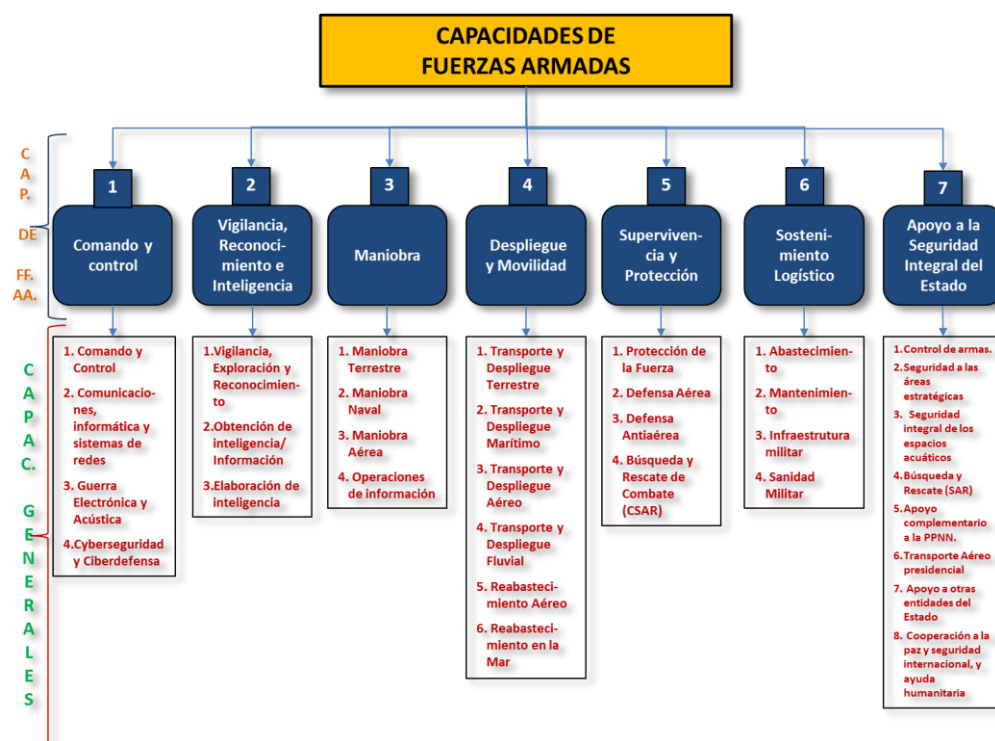 CAPACIDADES DE
FUERZAS ARMADAS
C
A
P.
DE
FF.
AA.
1
Comando y
control
2
Vigilancia,
Reconoci-
miento e
Inteligencia
3
Maniobra
4
Despliegue
y Movilidad
5
Superviven-
cia y
Protección
6
Sosteni-
miento
Logístico
7
Apoyo a la
Seguridad
Integral del
Estado
C
A
P
A
C.
G
E
N
E
R
A
L
E
S
1. Comando y
Control
2. Comunicacio-
nes,
informática y
sistemas de
redes
3. Guerra
Electrónica y
Acústica
4.Cyberseguridad
y Ciberdefensa
1.Vigilancia,
Exploración y
Reconocimien-
to
2.Obtención de
inteligencia/
Información
3.Elaboración de
inteligencia
1. Maniobra
Terrestre
2. Maniobra
Naval
3. Maniobra
Aérea
4. Operaciones
de información
1. Transporte y
Despliegue
Terrestre
2. Transporte y
Despliegue
Marítimo
3. Transporte y
Despliegue
Aéreo
4. Transporte y
Despliegue
Fluvial
5. Reabasteci-
miento Aéreo
6. Reabasteci-
miento en la
Mar
1. Protección de
la Fuerza
2. Defensa Aérea
3. Defensa
Antiaérea
4. Búsqueda y
Rescate de
Combate
(CSAR)
1. Abastecimien-
to
2. Mantenimiento
3. Infraestrutura
militar
4. Sanidad
Militar
1. Control de armas.
2. Seguridad a las
áreas
estratégicas
3. Seguridad
integral de los
espacios
acuáticos
4. Búsqueda y
Rescate (SAR)
5. Apoyo
complementario
a la PPNN.
6. Transporte Aéreo
presidencial
7. Apoyo a otras
entidades del
Estado
8. Cooperación a la
paz y seguridad
internacional, y
ayuda
humanitaria